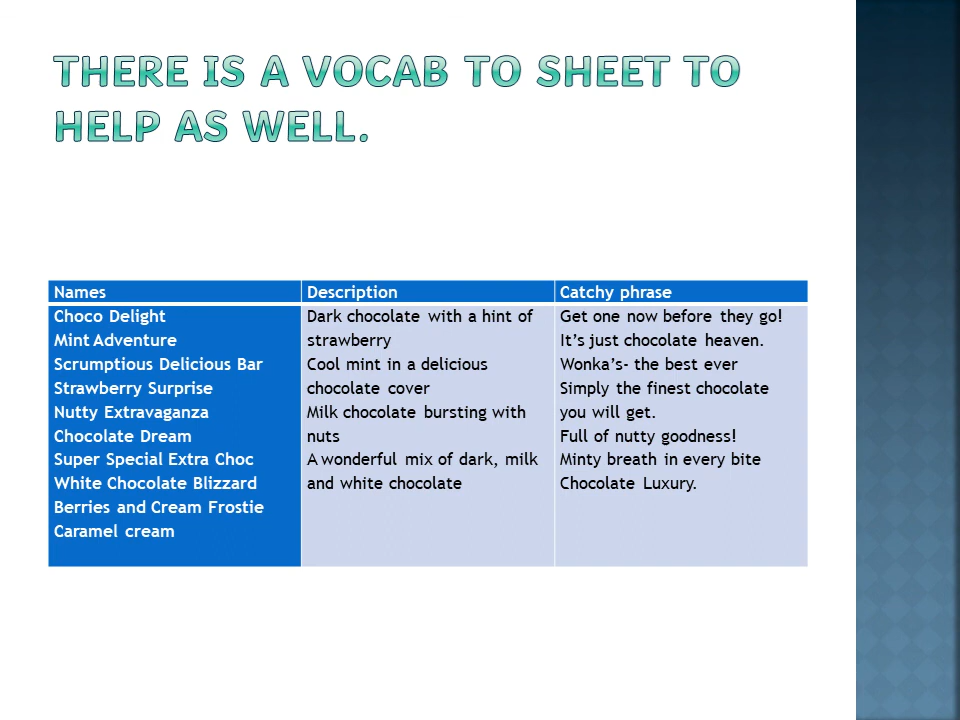 THERE IS A VOCAB TO SHEET TO
HELP AS WELL.
Names
Choco Delight
Mint Adventure
Scrumptious Delicious Bar
Strawberry Surprise
Nutty Extravaganza
Chocolate Dream
Super Special Extra Choc
White Chocolate Blizzard
Berries and Cream Frostie
Caramel cream
Description
Dark chocolate with a hint of
strawberry
Cool mint in a delicious
chocolate cover
Milk chocolate bursting with
nuts
A wonderful mix of dark, milk
and white chocolate
Catchy phrase
Get one now before they go!
It’s just chocolate heaven.
Wonka’s- the best ever
Simply the finest chocolate
you will get.
Full of nutty goodness!
Minty breath in every bite
Chocolate Luxury.